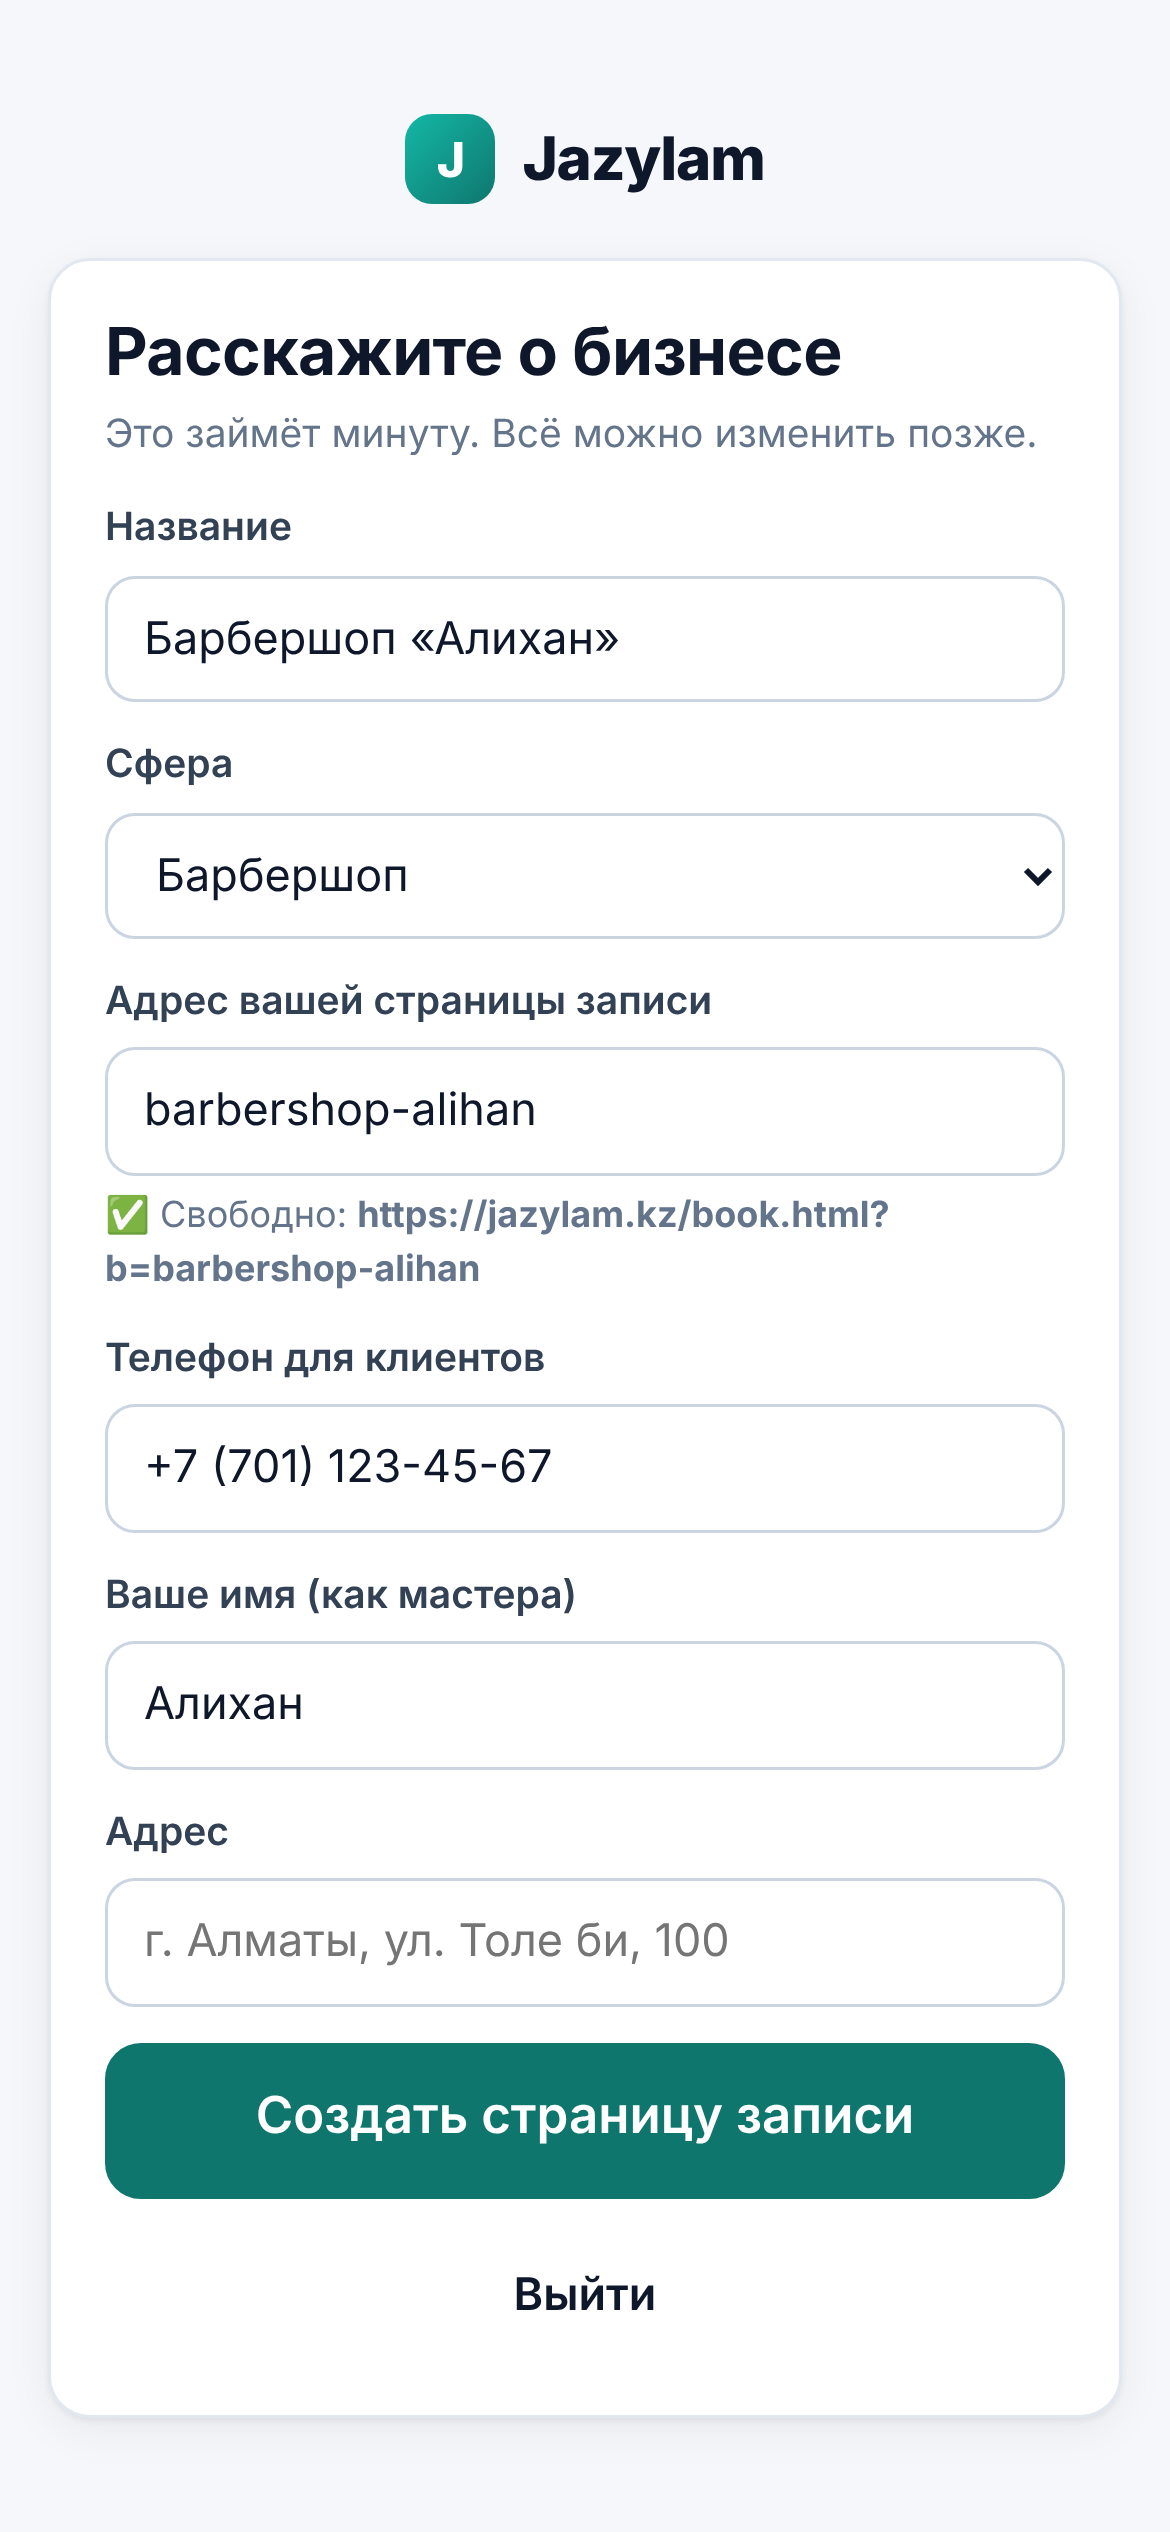 J Jazylam
Расскажите о бизнесе
Это займёт минуту. Всё можно изменить позже.
Название
Барбершоп «Алихан»
Сфера
Барбершоп
Адрес вашей страницы записи
barbershop-alihan
✅ Свободно: https://jazylam.kz/book.html?
b=barbershop-alihan
Телефон для клиентов
+7 (701) 123-45-67
Ваше имя (как мастера)
Алихан
Адрес
г. Алматы, ул. Толе би, 100
Создать страницу записи
Выйти